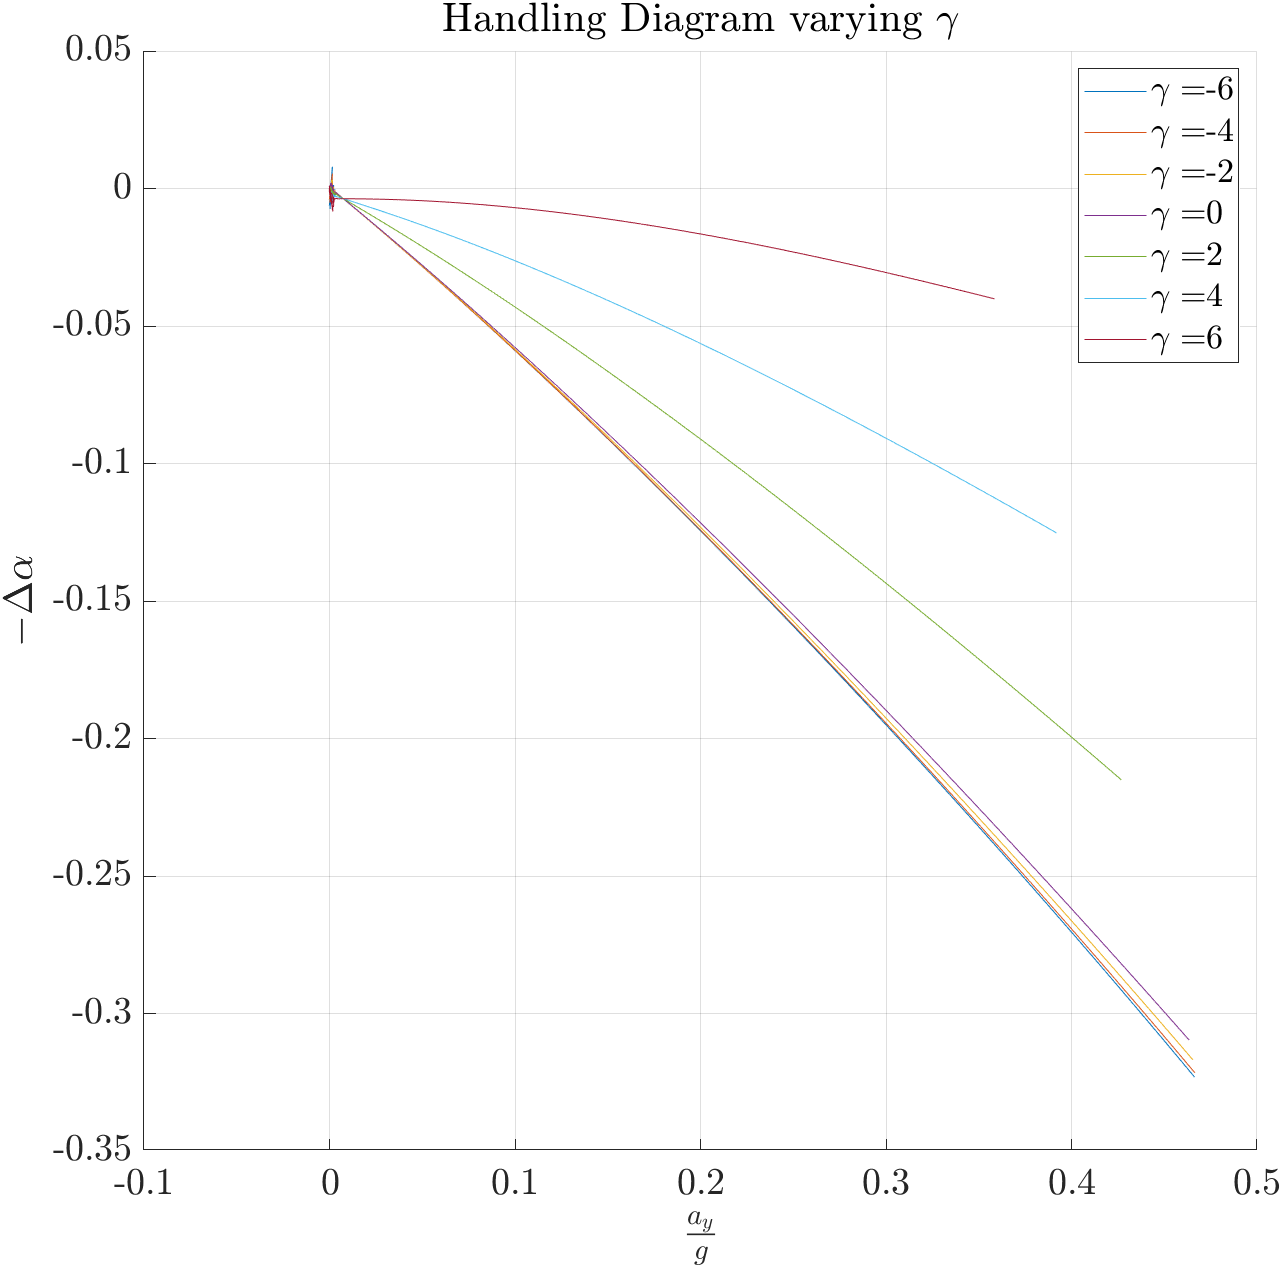 Handling Diagram varying γ
0.05
0
-0.05
-0.1
-0.15
-0.2
-0.25
-0.3
-0.35
−Δα
γ =-6
γ =-4
γ =-2
γ =0
γ =2
γ =4
γ =6
-0.1 0 0.1 0.2 0.3 0.4 0.5
a_y
g